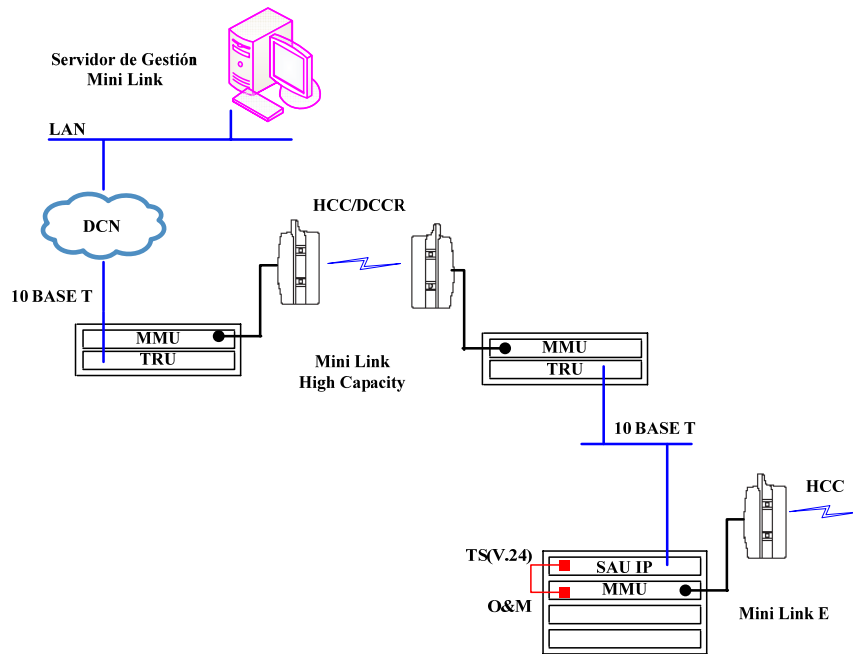 Servidor de Gestión
Mini Link
LAN
DCN
HCC/DCCR
10 BASE T
MMU
TRU
Mini Link
High Capacity
MMU
TRU
10 BASE T
HCC
TS(V.24)
SAU IP
MMU
O&M
Mini Link E